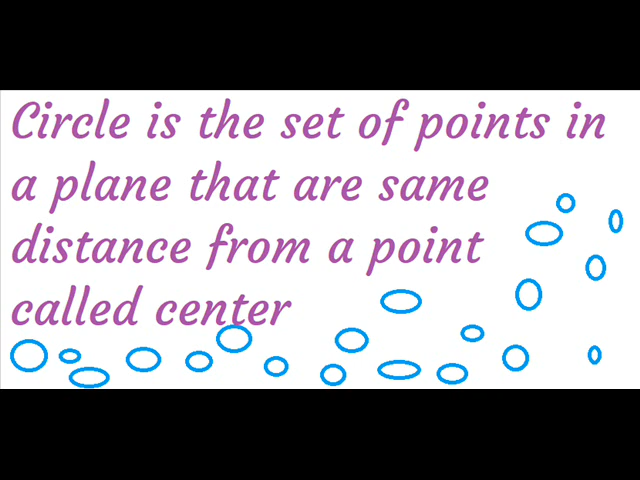 Circle is the set of points in
a plane that are same
distance from a point
called center